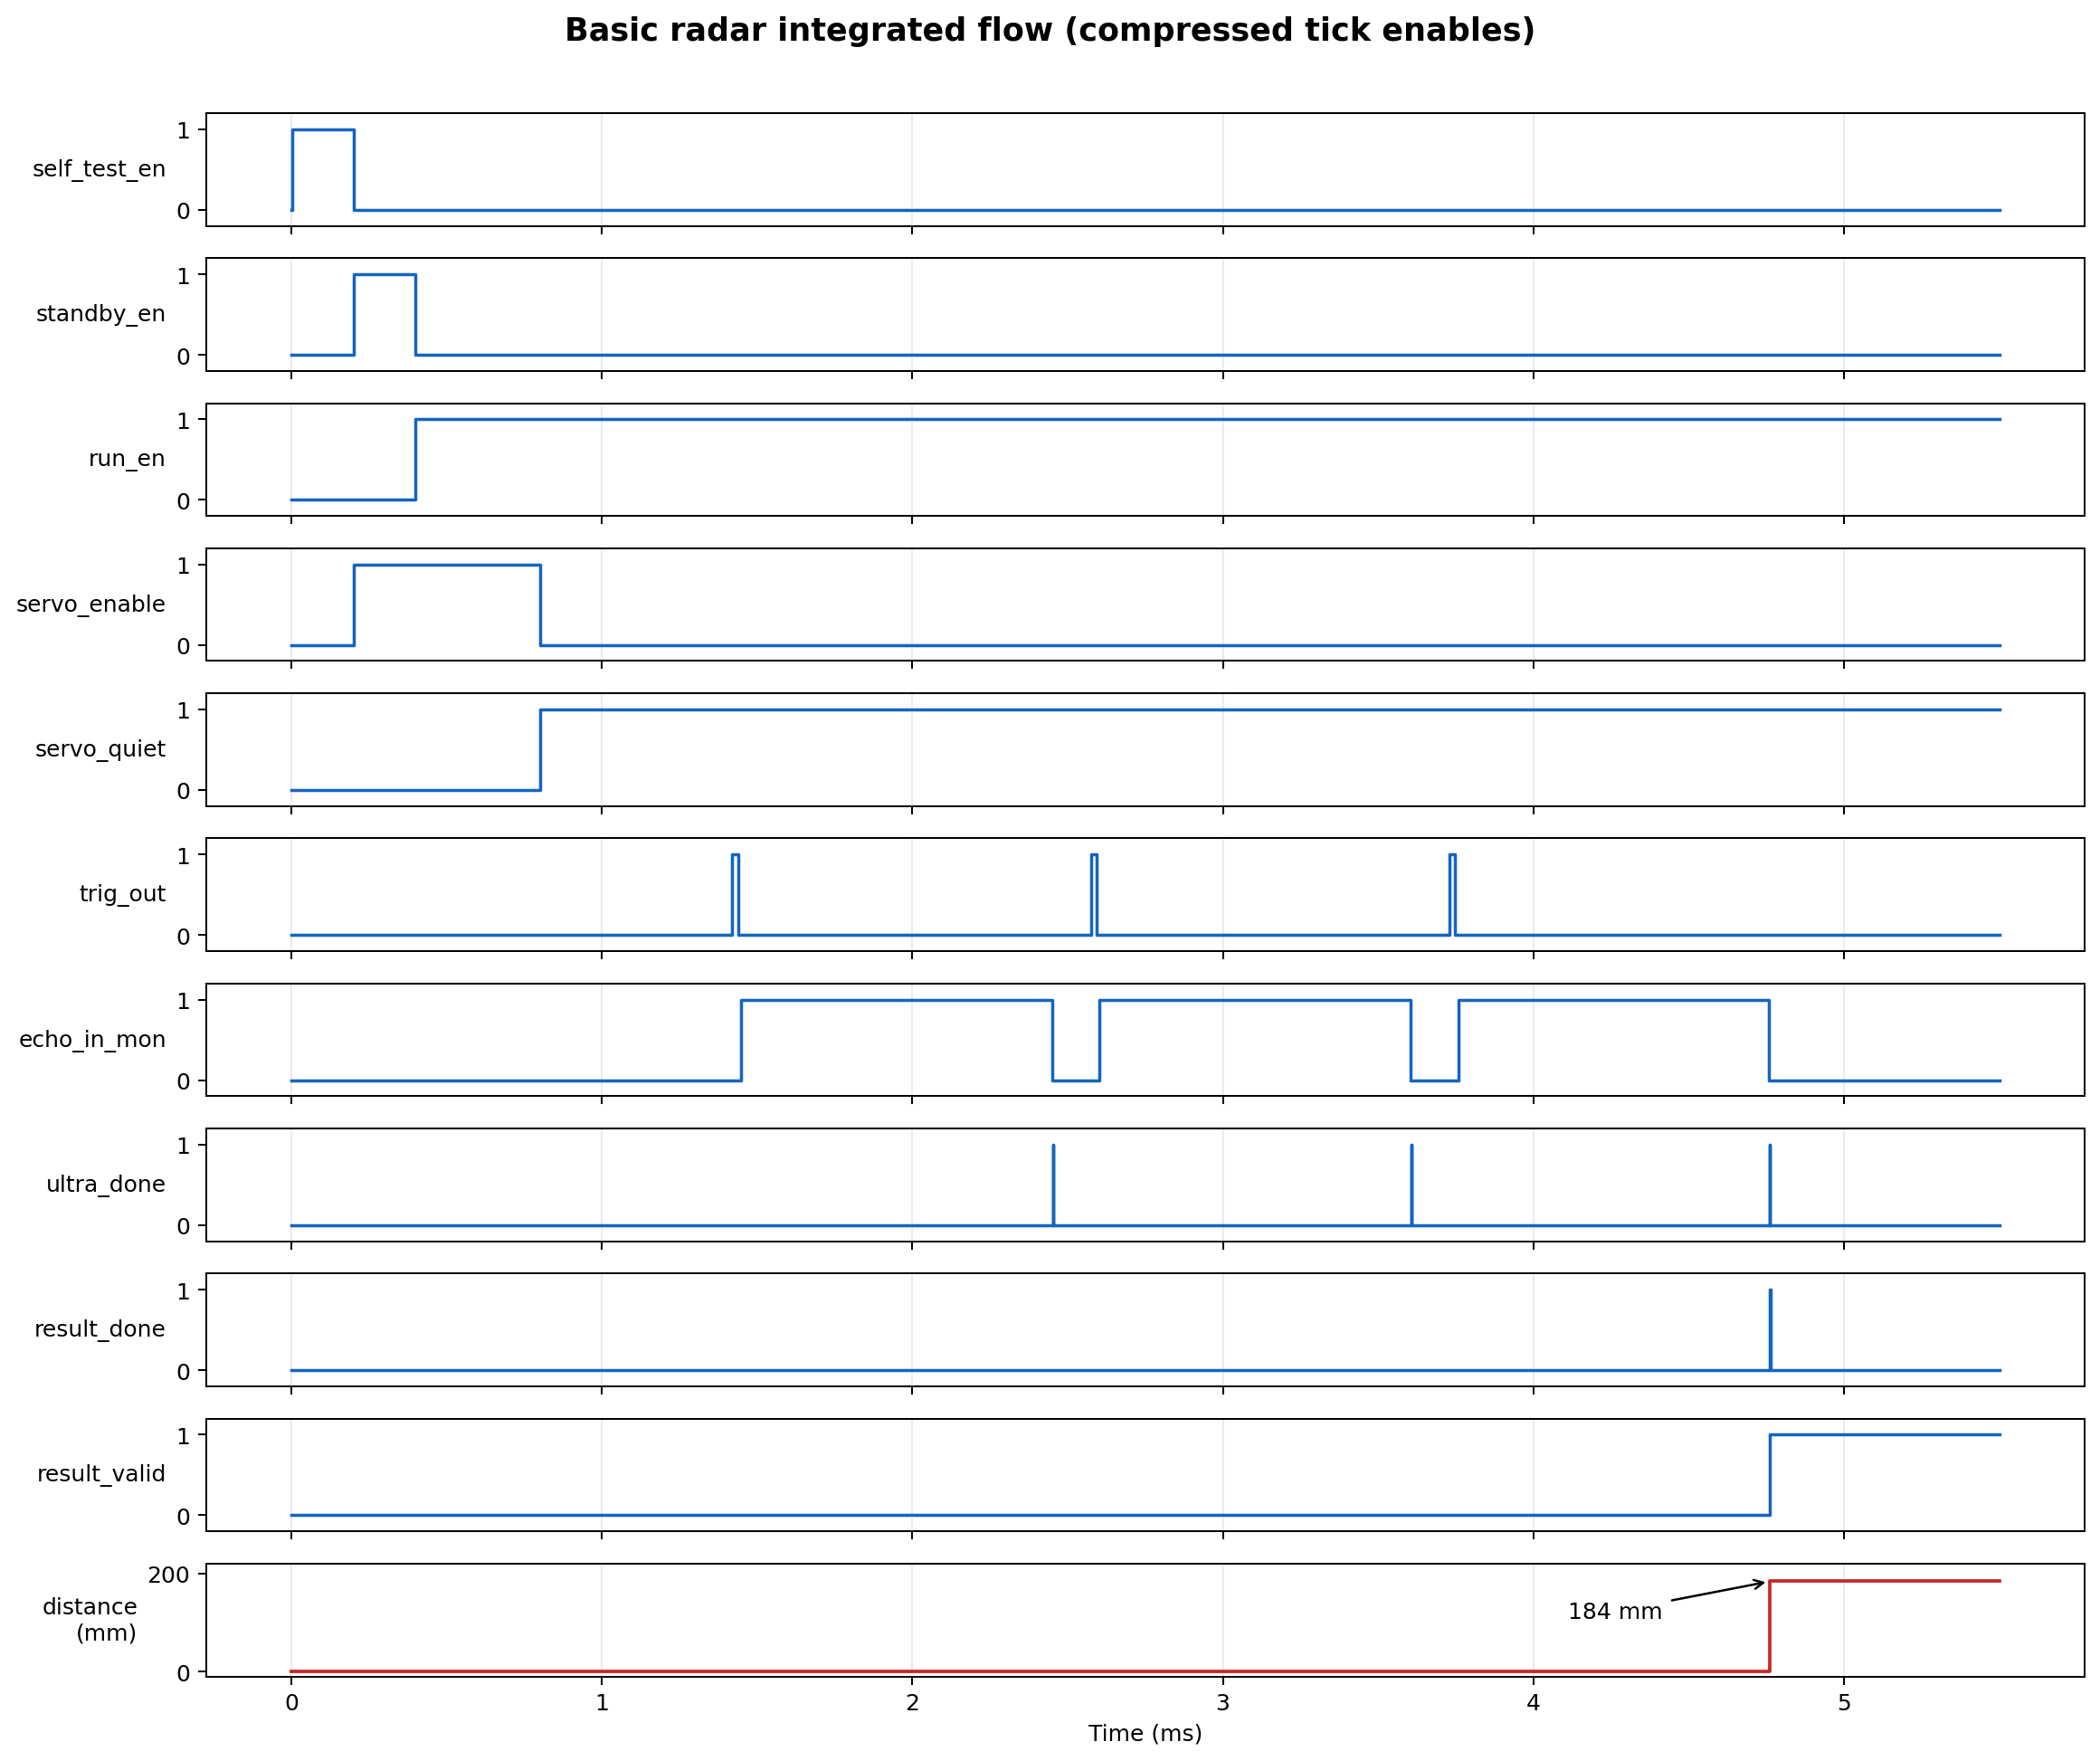 Basic radar integrated flow (compressed tick enables)
1
self_test_en
0
1
standby_en
0
1
run_en
0
1
servo_enable
0
1
servo_quiet
0
1
trig_out
0
1
echo_in_mon
0
1
ultra_done
0
1
result_done
0
1
result_valid
0
200
distance
(mm)
184 mm
0
0 1 2 3 4 5
Time (ms)